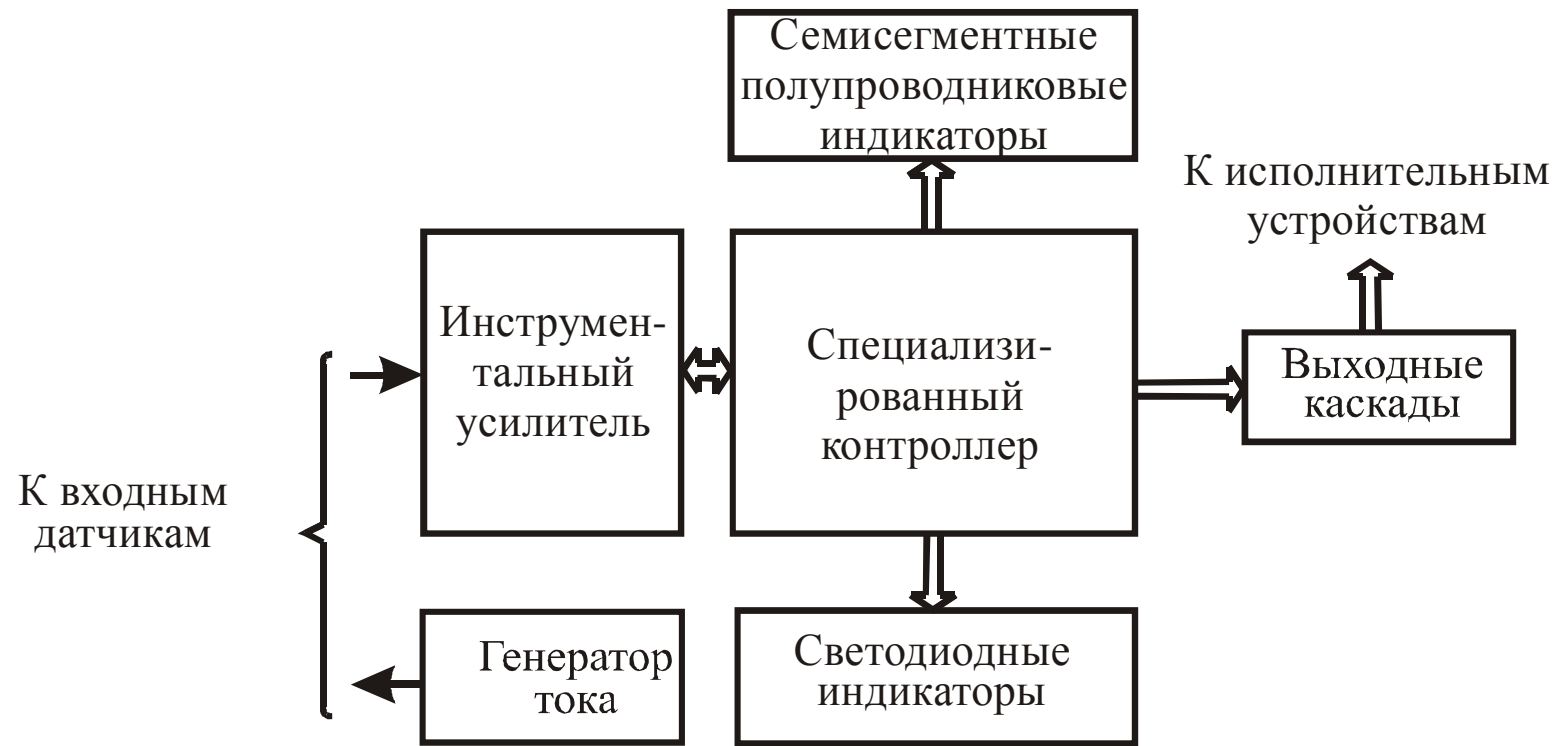 Семисегментные
полупроводниковые
индикаторы
К исполнительным
устройствам
Инструмен-
тальный
усилитель
Специализи-
рованный
контроллер
Выходные
каскады
К входным
датчикам
Генератор
тока
Светодиодные
индикаторы